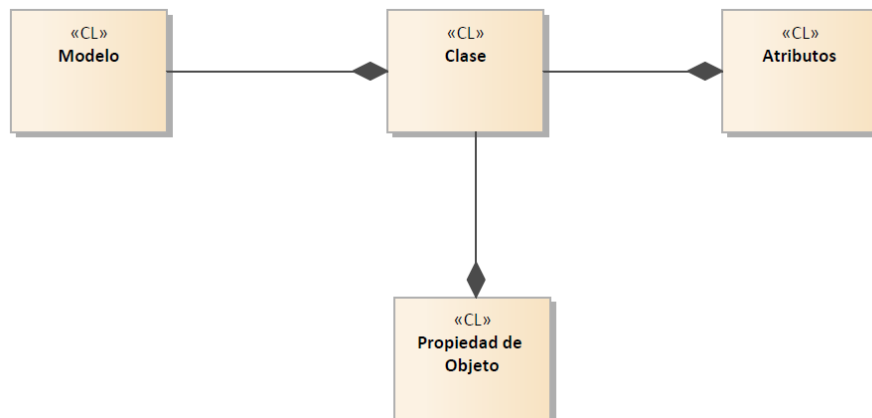 «CL»
Modelo
«CL»
Clase
«CL»
Atributos
«CL»
Propiedad de
Objeto